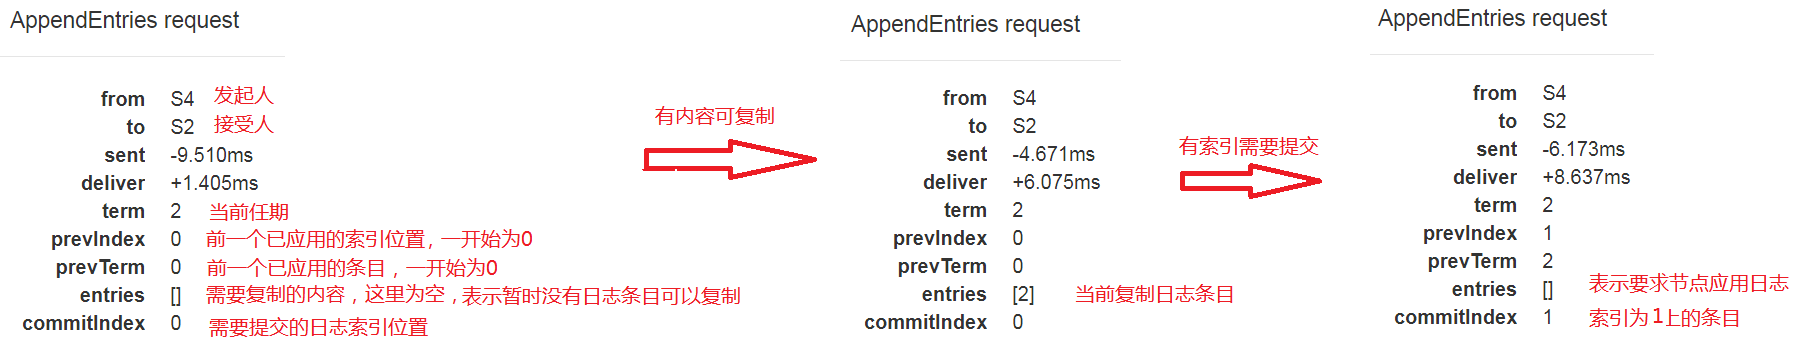 AppendEntries request
from S4 发起人
to S2 接受人
sent -9.510ms
deliver +1.405ms
term 2 当前任期
prevIndex 0 前一个已应用的索引位置，一开始为0
prevTerm 0 前一个已应用的条目，一开始为0
entries [] 需要复制的内容，这里为空，表示暂时没有日志条目可以复制
commitIndex 0 需要提交的日志索引位置
有内容可复制
AppendEntries request
from S4
to S2
sent -4.671ms
deliver +6.075ms
term 2
prevIndex 0
prevTerm 0
entries [2] 当前复制日志条目
commitIndex 0
有索引需要提交
AppendEntries request
from S4
to S2
sent -6.173ms
deliver +8.637ms
term 2
prevIndex 1
prevTerm 2
entries [] 表示要求节点应用日志
commitIndex 1 索引为1上的条目